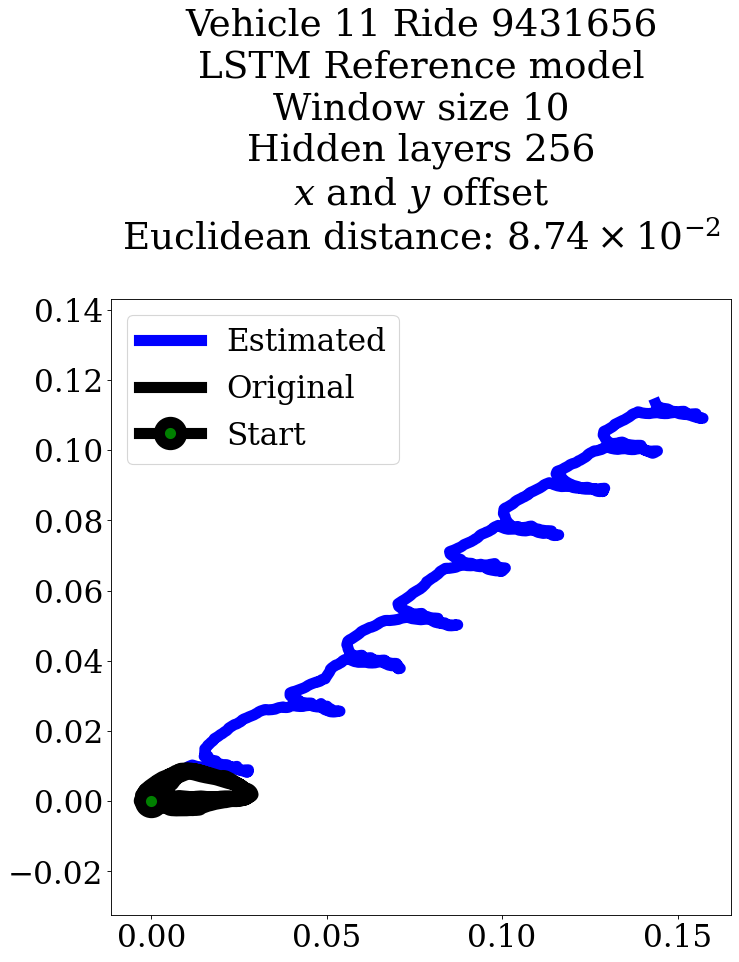 Vehicle 11 Ride 9431656
LSTM Reference model
Window size 10
Hidden layers 256
x and y offset
Euclidean distance: 8.74 × 10⁻²
0.14
0.12
0.10
0.08
0.06
0.04
0.02
0.00
−0.02
Estimated
Original
Start
0.00 0.05 0.10 0.15